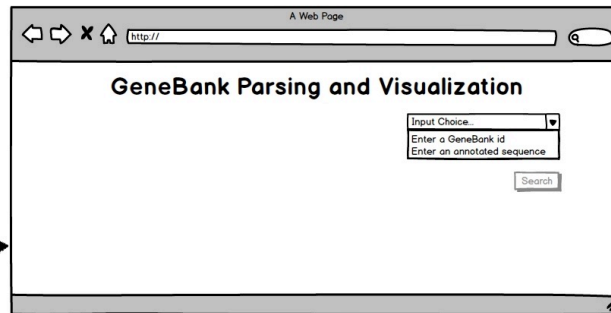 A Web Page
http://
GeneBank Parsing and Visualization
Input Choice...
Enter a GeneBank id
Enter an annotated sequence
Search